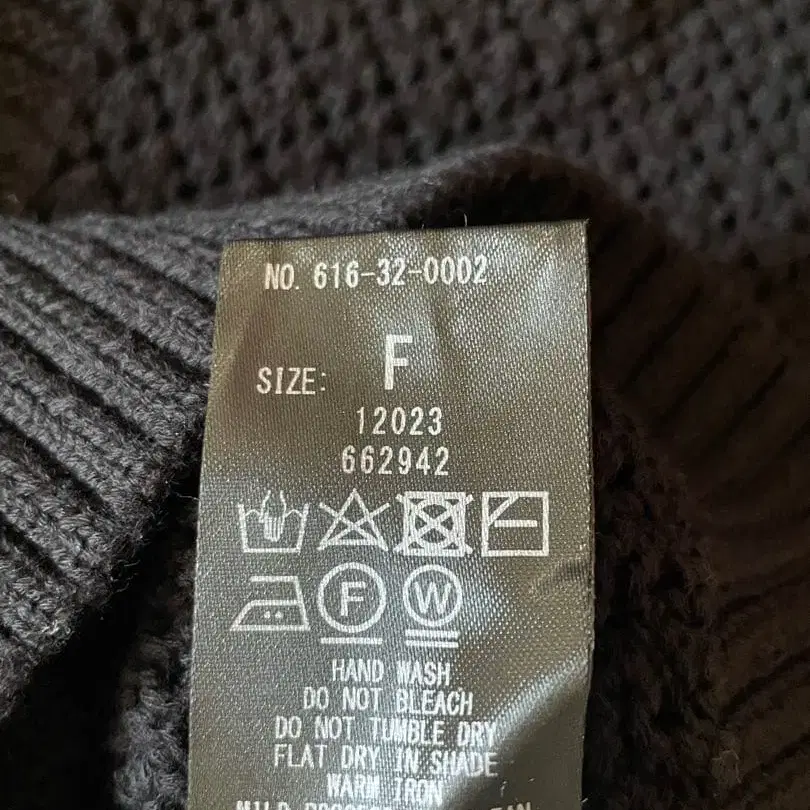 NO. 616-32-0002
SIZE: F
12023
662942
F W
HAND WASH
DO NOT BLEACH
DO NOT TUMBLE DRY
FLAT DRY IN SHADE
WARM IRON
MILD